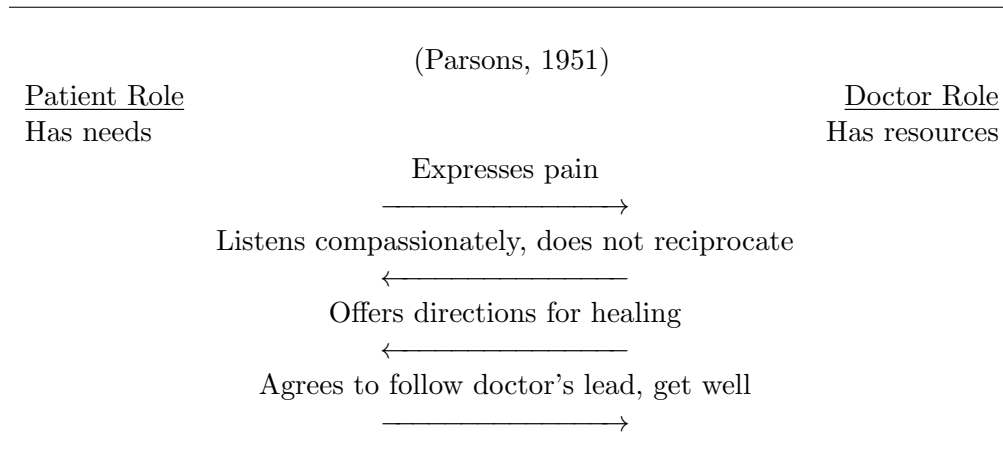 (Parsons, 1951)
Patient Role Doctor Role
Has needs Has resources
Expresses pain
Listens compassionately, does not reciprocate
Offers directions for healing
Agrees to follow doctor's lead, get well